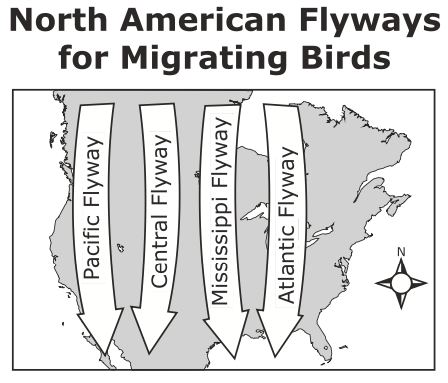 North American Flyways
for Migrating Birds
Pacific Flyway
Central Flyway
Mississippi Flyway
Atlantic Flyway
N